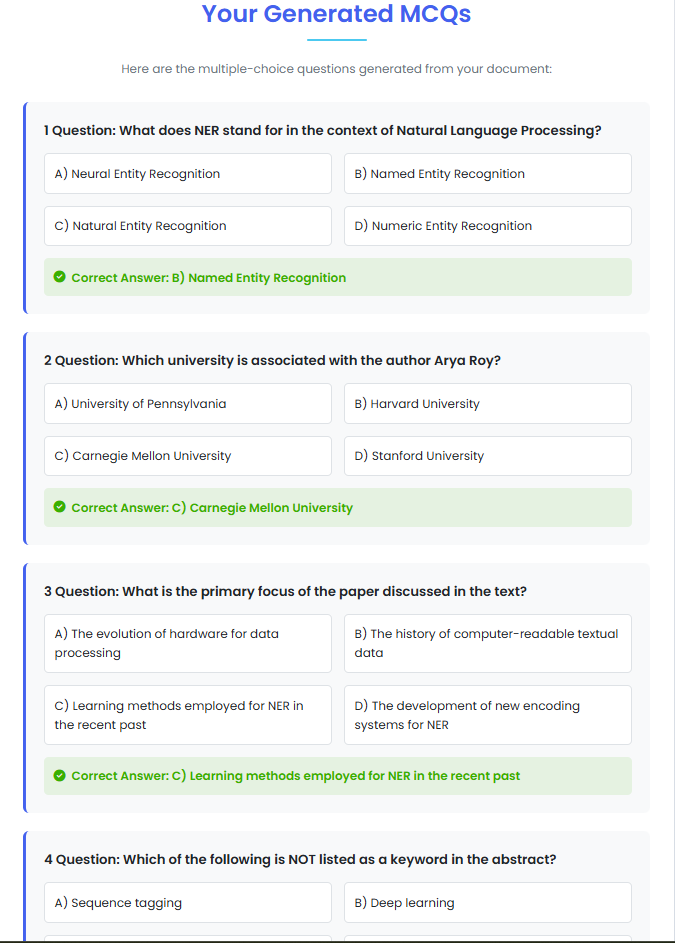 Your Generated MCQs
Here are the multiple-choice questions generated from your document:
1 Question: What does NER stand for in the context of Natural Language Processing?
A) Neural Entity Recognition
B) Named Entity Recognition
C) Natural Entity Recognition
D) Numeric Entity Recognition
Correct Answer: B) Named Entity Recognition
2 Question: Which university is associated with the author Arya Roy?
A) University of Pennsylvania
B) Harvard University
C) Carnegie Mellon University
D) Stanford University
Correct Answer: C) Carnegie Mellon University
3 Question: What is the primary focus of the paper discussed in the text?
A) The evolution of hardware for data
processing
B) The history of computer-readable textual
data
C) Learning methods employed for NER in
the recent past
D) The development of new encoding
systems for NER
Correct Answer: C) Learning methods employed for NER in the recent past
4 Question: Which of the following is NOT listed as a keyword in the abstract?
A) Sequence tagging
B) Deep learning